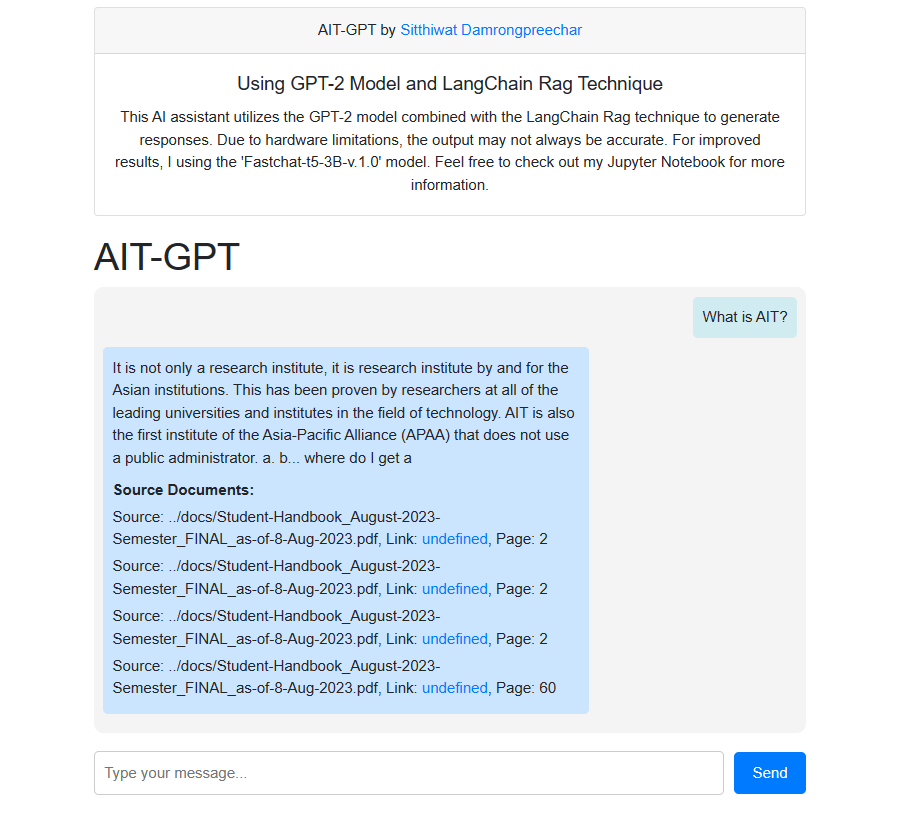 AIT-GPT by Sitthiwat Damrongpreechar
Using GPT-2 Model and LangChain Rag Technique
This AI assistant utilizes the GPT-2 model combined with the LangChain Rag technique to generate
responses. Due to hardware limitations, the output may not always be accurate. For improved
results, I using the 'Fastchat-t5-3B-v.1.0' model. Feel free to check out my Jupyter Notebook for more
information.
AIT-GPT
What is AIT?
It is not only a research institute, it is research institute by and for the
Asian institutions. This has been proven by researchers at all of the
leading universities and institutes in the field of technology. AIT is also
the first institute of the Asia-Pacific Alliance (APAA) that does not use
a public administrator. a. b... where do I get a
Source Documents:
Source: ../docs/Student-Handbook_August-2023-
Semester_FINAL_as-of-8-Aug-2023.pdf, Link: undefined, Page: 2
Source: ../docs/Student-Handbook_August-2023-
Semester_FINAL_as-of-8-Aug-2023.pdf, Link: undefined, Page: 2
Source: ../docs/Student-Handbook_August-2023-
Semester_FINAL_as-of-8-Aug-2023.pdf, Link: undefined, Page: 2
Source: ../docs/Student-Handbook_August-2023-
Semester_FINAL_as-of-8-Aug-2023.pdf, Link: undefined, Page: 60
Type your message...
Send